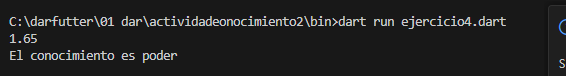 C:\darfutter\01 dar\actividadeonocimiento2\bin>dart run ejercicio4.dart
1.65
El conocimiento es poder
S